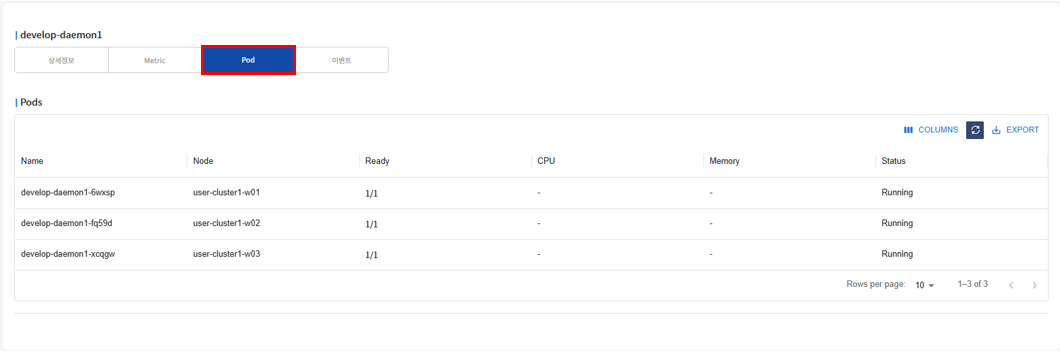 develop-daemon1
상세정보 Metric Pod 이벤트
Pods
COLUMNS EXPORT
Name Node Ready CPU Memory Status
develop-daemon1-6wxsp user-cluster1-w01 1/1 - - Running
develop-daemon1-fq59d user-cluster1-w02 1/1 - - Running
develop-daemon1-xcqgw user-cluster1-w03 1/1 - - Running
Rows per page: 10 1–3 of 3